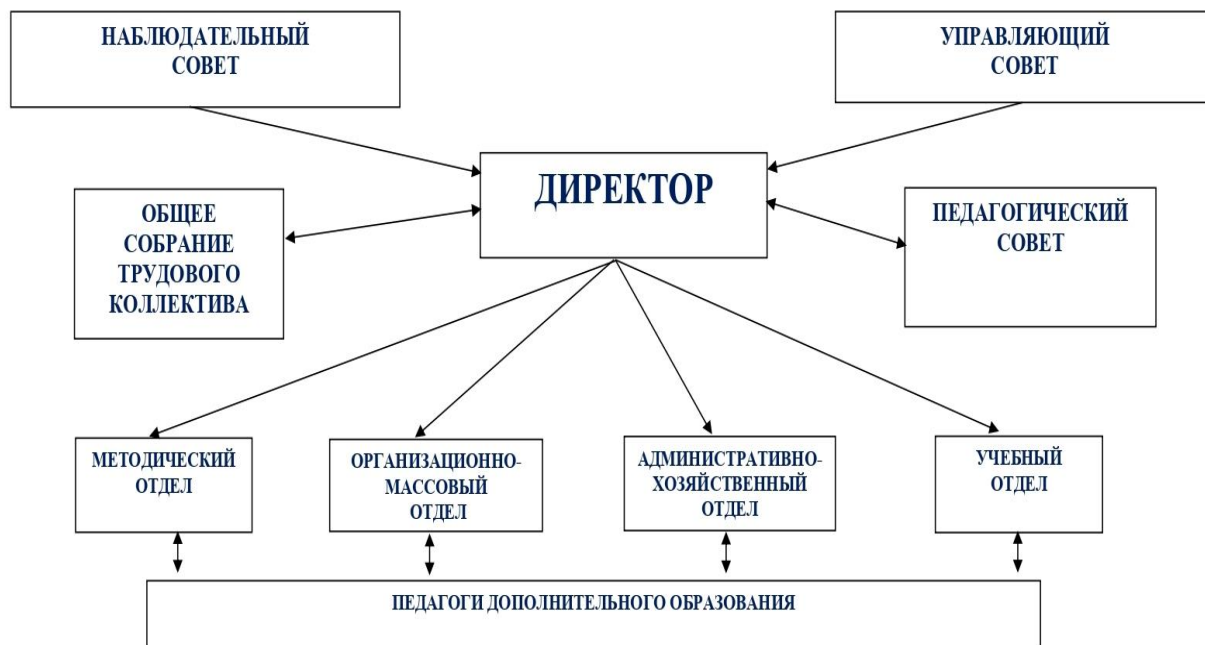 НАБЛЮДАТЕЛЬНЫЙ
СОВЕТ
УПРАВЛЯЮЩИЙ
СОВЕТ
ДИРЕКТОР
ОБЩЕЕ
СОБРАНИЕ
ТРУДОВОГО
КОЛЛЕКТИВА
ПЕДАГОГИЧЕСКИЙ
СОВЕТ
МЕТОДИЧЕСКИЙ
ОТДЕЛ
ОРГАНИЗАЦИОННО-
МАССОВЫЙ
ОТДЕЛ
АДМИНИСТРАТИВНО-
ХОЗЯЙСТВЕННЫЙ
ОТДЕЛ
УЧЕБНЫЙ
ОТДЕЛ
ПЕДАГОГИ ДОПОЛНИТЕЛЬНОГО ОБРАЗОВАНИЯ